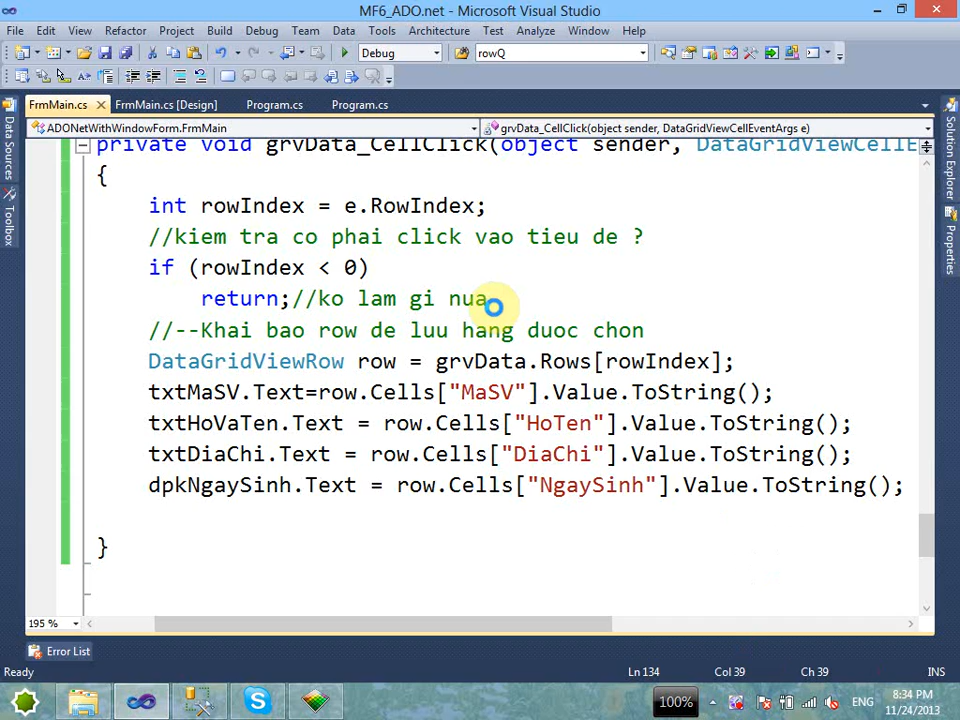 MF6_ADO.net - Microsoft Visual Studio
File Edit View Refactor Project Build Debug Team Data Tools Architecture Test Analyze Window Help
Debug rowQ
FrmMain.cs FrmMain.cs [Design] Program.cs Program.cs
ADONetWithWindowForm.FrmMain grvData_CellClick(object sender, DataGridViewCellEventArgs e)
private void grvData_CellClick(object sender, DataGridViewCellE
{
int rowIndex = e.RowIndex;
//kiem tra co phai click vao tieu de ?
if (rowIndex < 0)
return;//ko lam gi nua
//--Khai bao row de luu hang duoc chon
DataGridViewRow row = grvData.Rows[rowIndex];
txtMaSV.Text=row.Cells["MaSV"].Value.ToString();
txtHoVaTen.Text = row.Cells["HoTen"].Value.ToString();
txtDiaChi.Text = row.Cells["DiaChi"].Value.ToString();
dpkNgaySinh.Text = row.Cells["NgaySinh"].Value.ToString();
}
195 %
Error List
Ready Ln 134 Col 39 Ch 39 INS
100% ENG 8:34 PM
11/24/2013
Data Sources
Toolbox
Solution Explorer
Properties